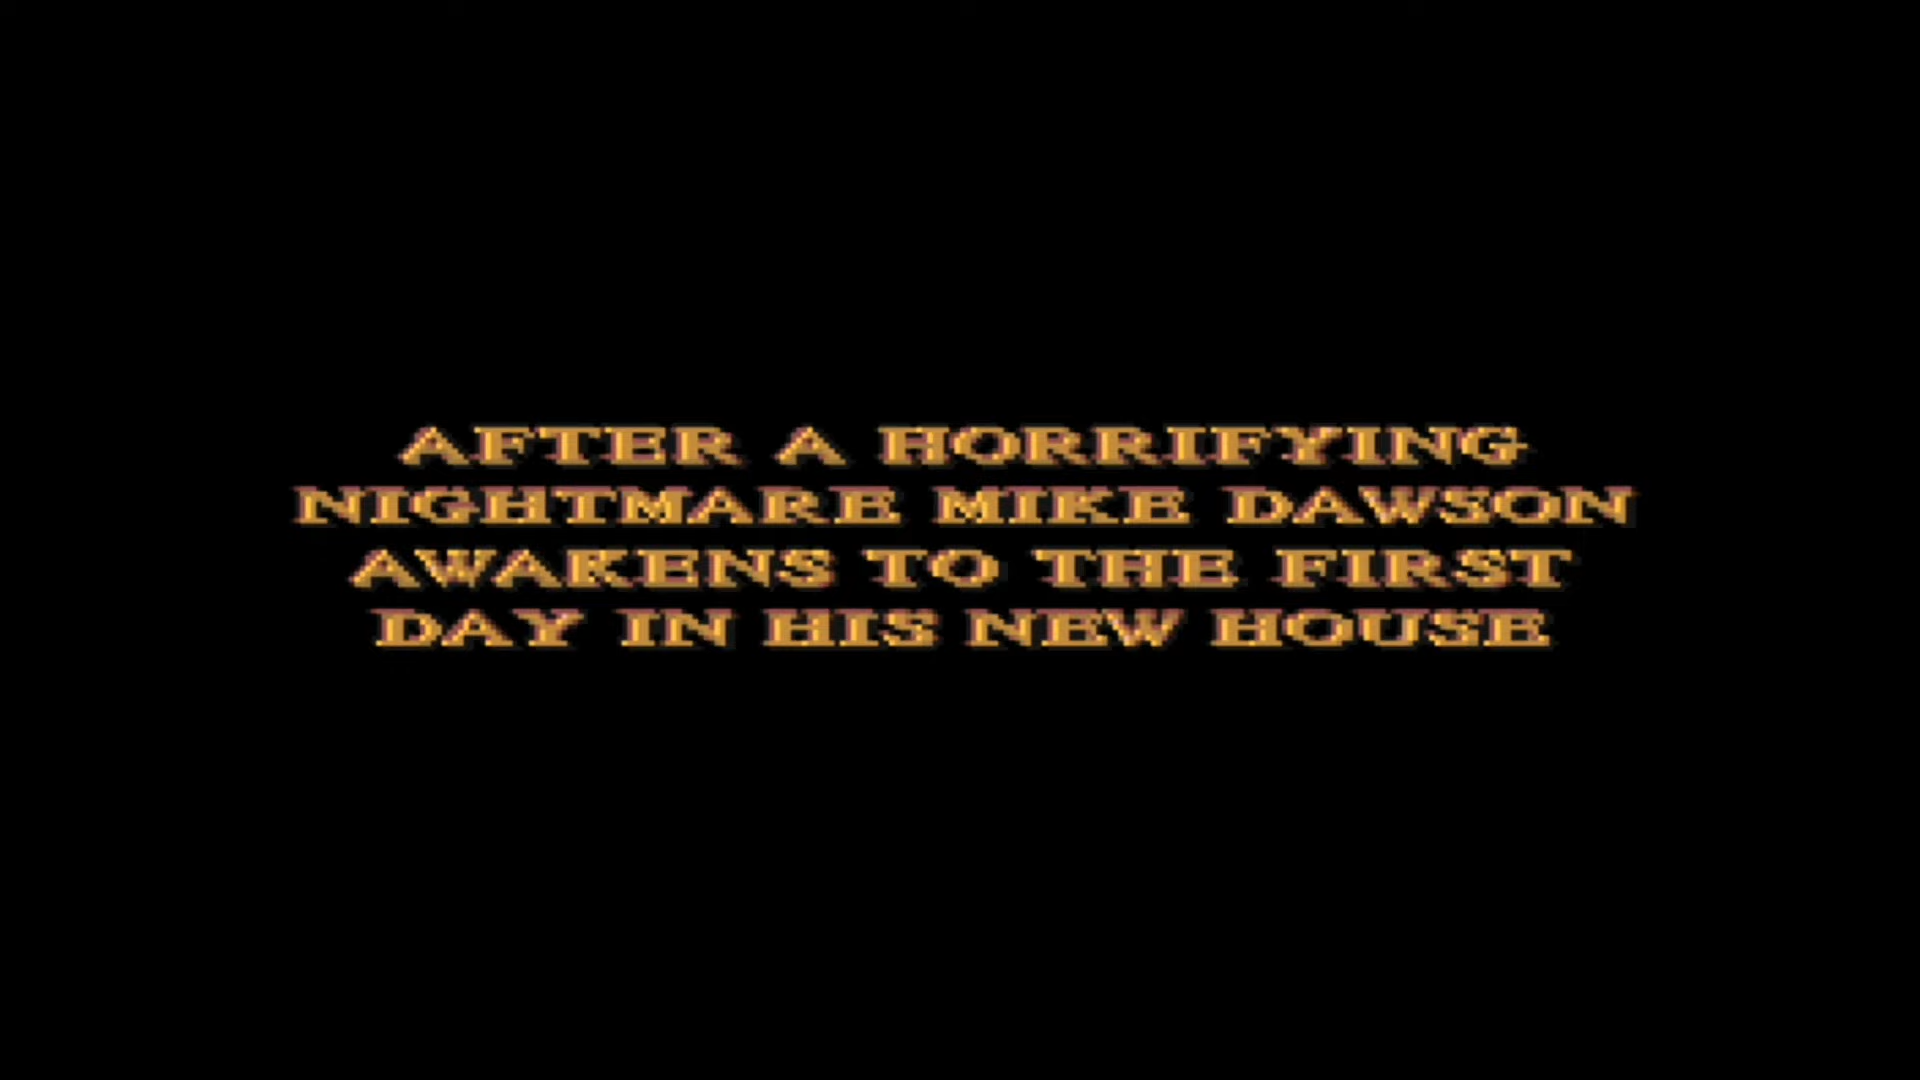 AFTER A HORRIFYING
NIGHTMARE MIKE DAWSON
AWAKENS TO THE FIRST
DAY IN HIS NEW HOUSE